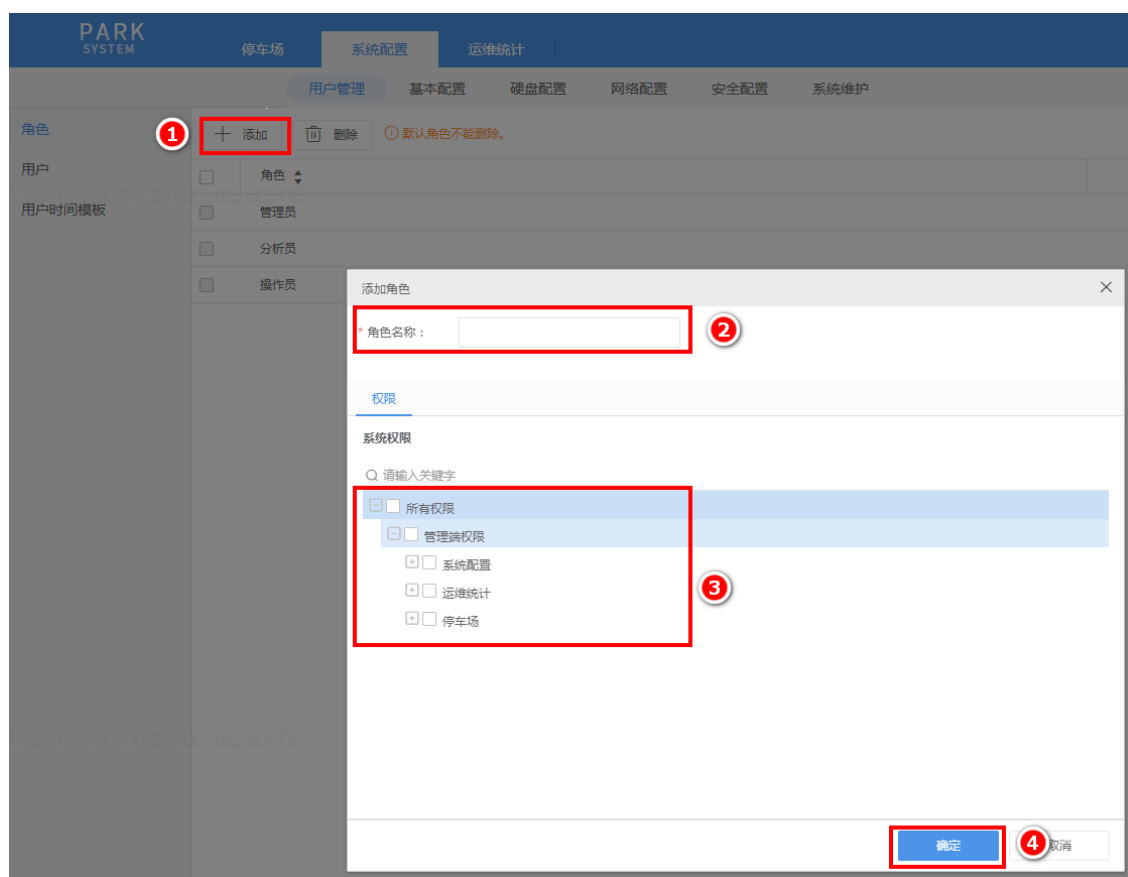 PARK
SYSTEM
停车场 系统配置 运维统计
用户管理 基本配置 硬盘配置 网络配置 安全配置 系统维护
角色
用户
用户时间模板
1
添加 删除 默认角色不能删除。
角色
管理员
分析员
操作员
添加角色
* 角色名称：
2
权限
系统权限
请输入关键字
所有权限
管理端权限
系统配置
运维统计
停车场
3
确定
4
取消